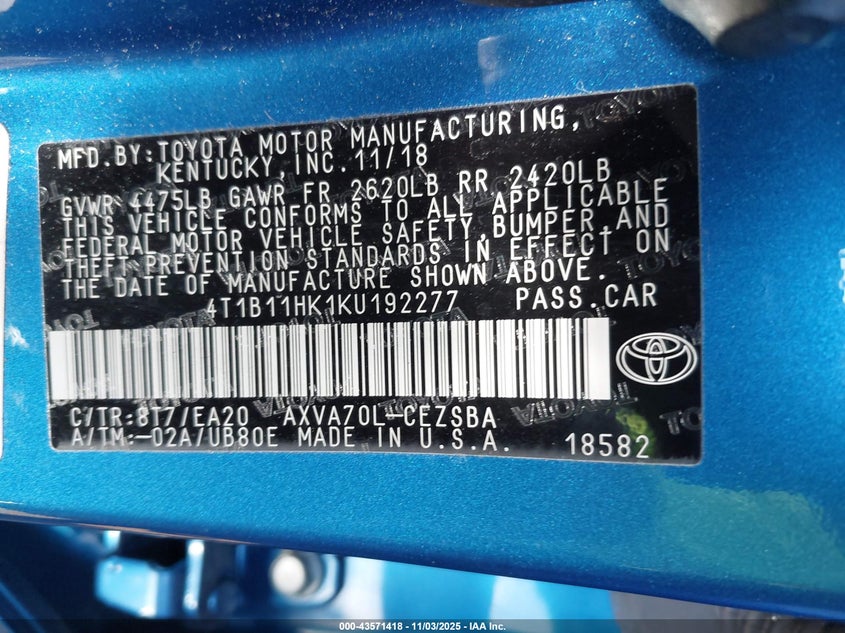 MFD.BY:TOYOTA MOTOR MANUFACTURING,
KENTUCKY,INC.11/18
GVWR 4475LB GAWR FR 2620LB RR 2420LB
THIS VEHICLE CONFORMS TO ALL APPLICABLE
FEDERAL MOTOR VEHICLE SAFETY,BUMPER,AND
THEFT PREVENTION STANDARDS IN EFFECT ON
THE DATE OF MANUFACTURE SHOWN ABOVE.
4T1B11HK1KU192277 PASS.CAR
C/TR:8T7/EA20 AXVA70L-CEZSBA
A/TM:-02A/UB80E MADE IN U.S.A. 18582
000-43571418 - 11/03/2025 - IAA Inc.